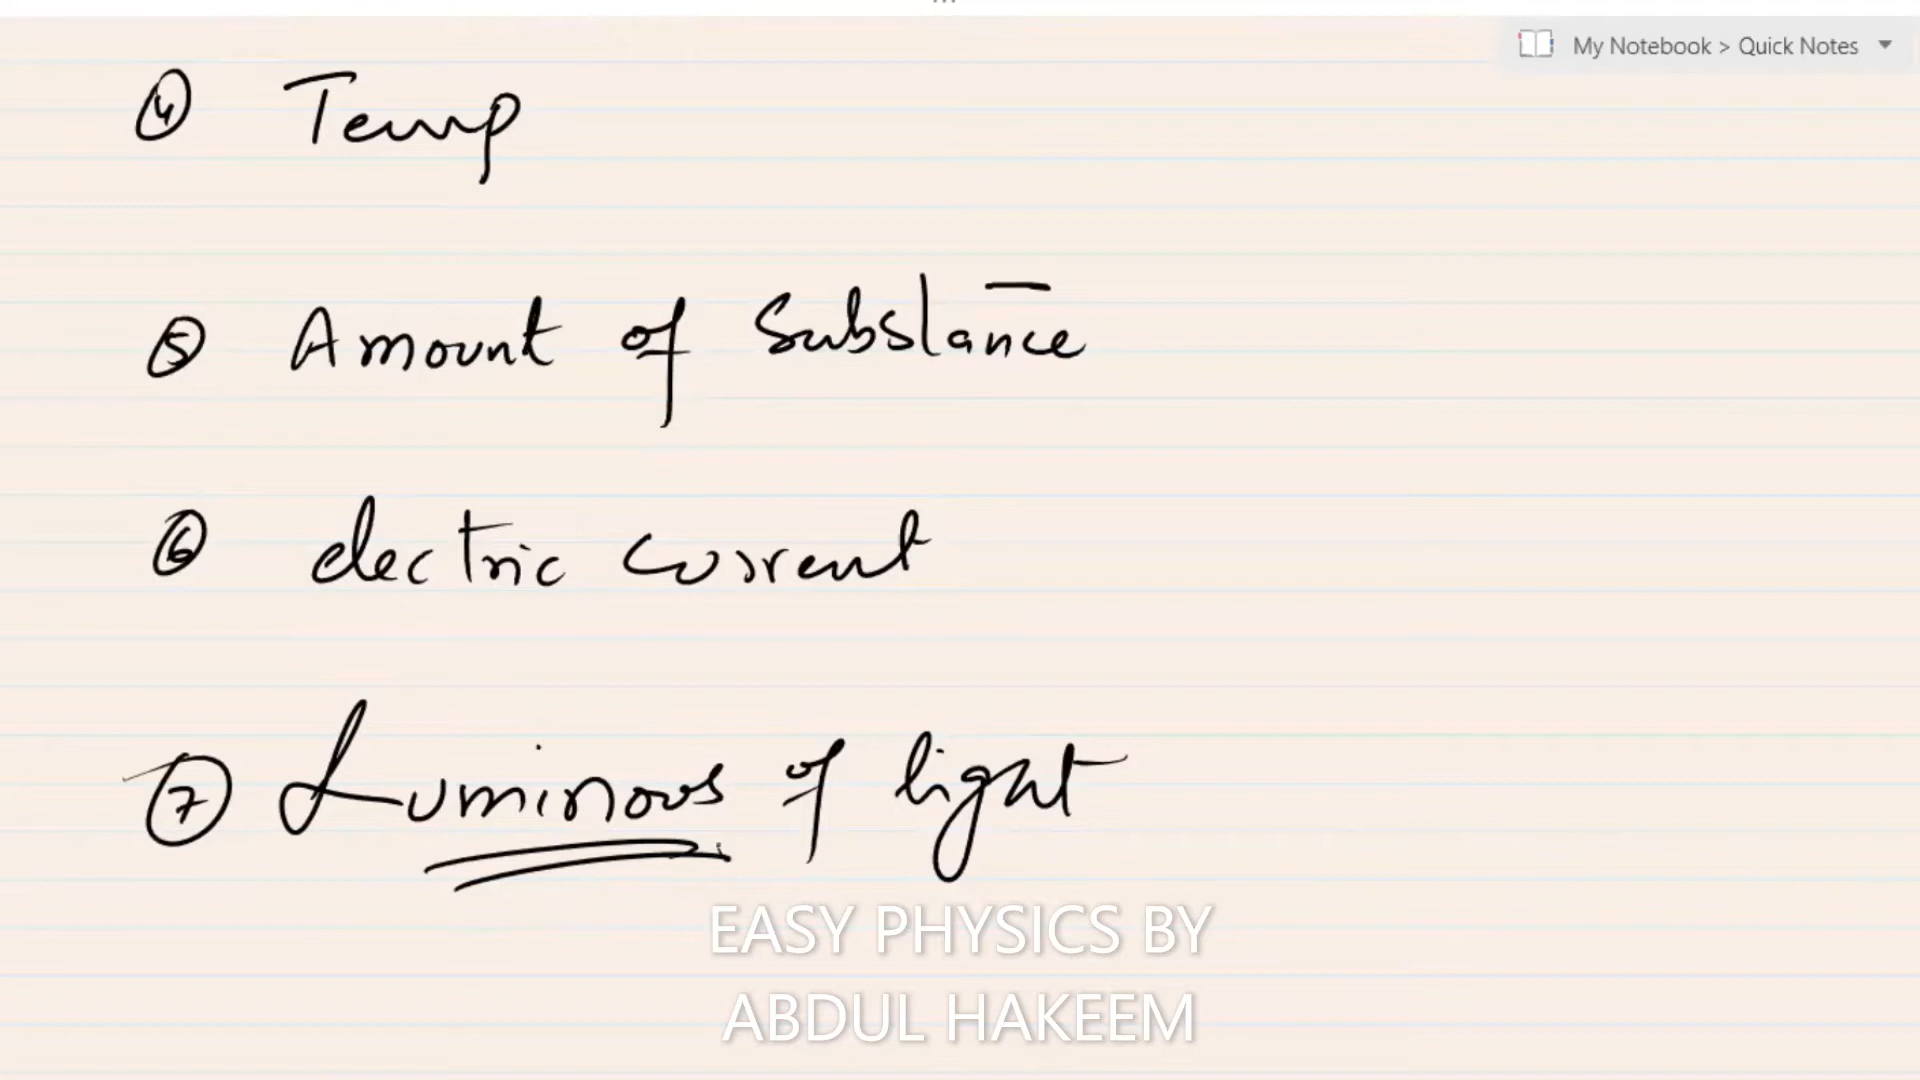 My Notebook > Quick Notes
④ Temp
⑤ Amount of Substance
⑥ electric current
⑦ Luminous of light
EASY PHYSICS BY
ABDUL HAKEEM